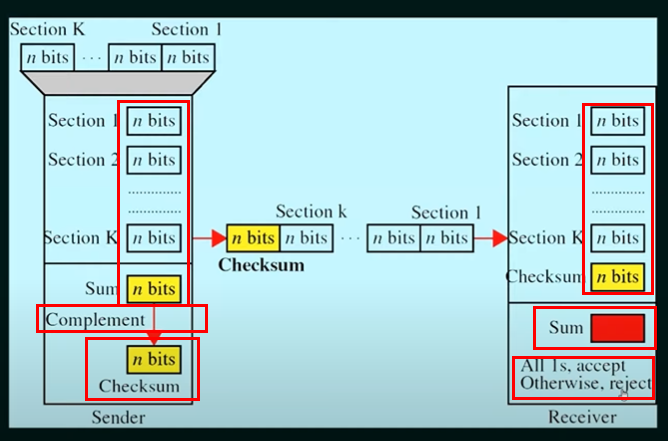 Section K Section 1
n bits ··· n bits n bits
Section 1 n bits
Section 2 n bits
Section K n bits
Sum n bits
Complement
n bits
Checksum
Sender
Section k Section 1
n bits n bits ··· n bits n bits
Checksum
Section 1 n bits
Section 2 n bits
Section K n bits
Checksum n bits
Sum
All 1s, accept
Otherwise, reject
Receiver